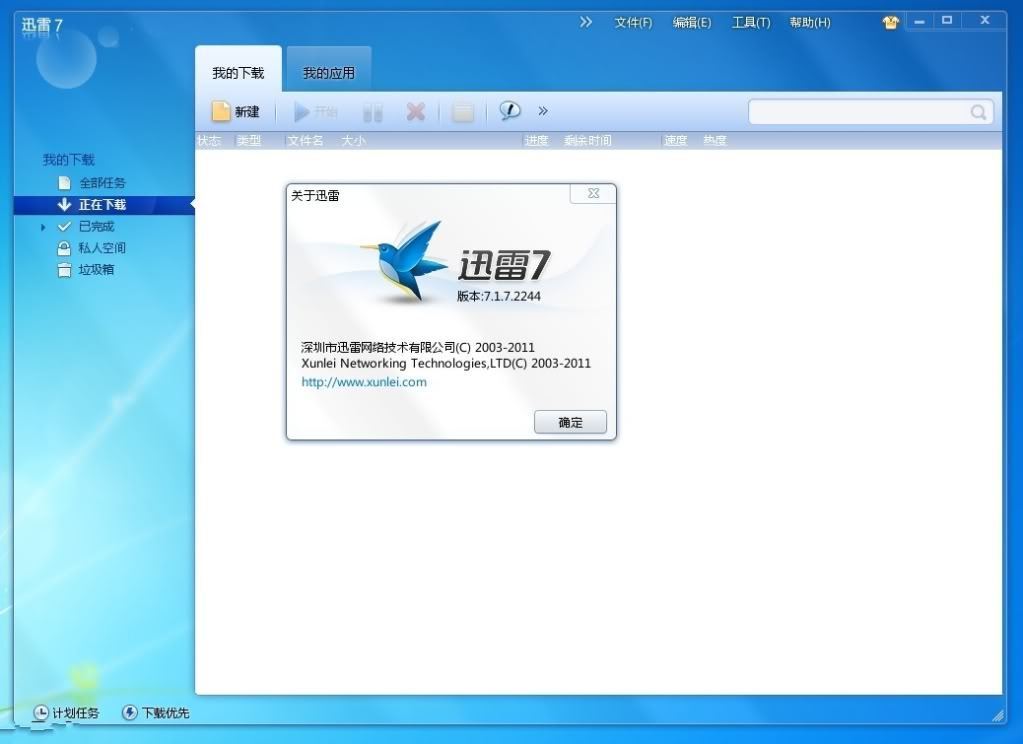 迅雷 7
文件(F) 编辑(E) 工具(T) 帮助(H)
我的下载 我的应用
新建 开始
状态 类型 文件名 大小 进度 剩余时间 速度 热度
我的下载
全部任务
正在下载
已完成
私人空间
垃圾箱
关于迅雷
迅雷7
版本:7.1.7.2244
深圳市迅雷网络技术有限公司(C) 2003-2011
Xunlei Networking Technologies,LTD(C) 2003-2011
http://www.xunlei.com
确定
计划任务 下载优先